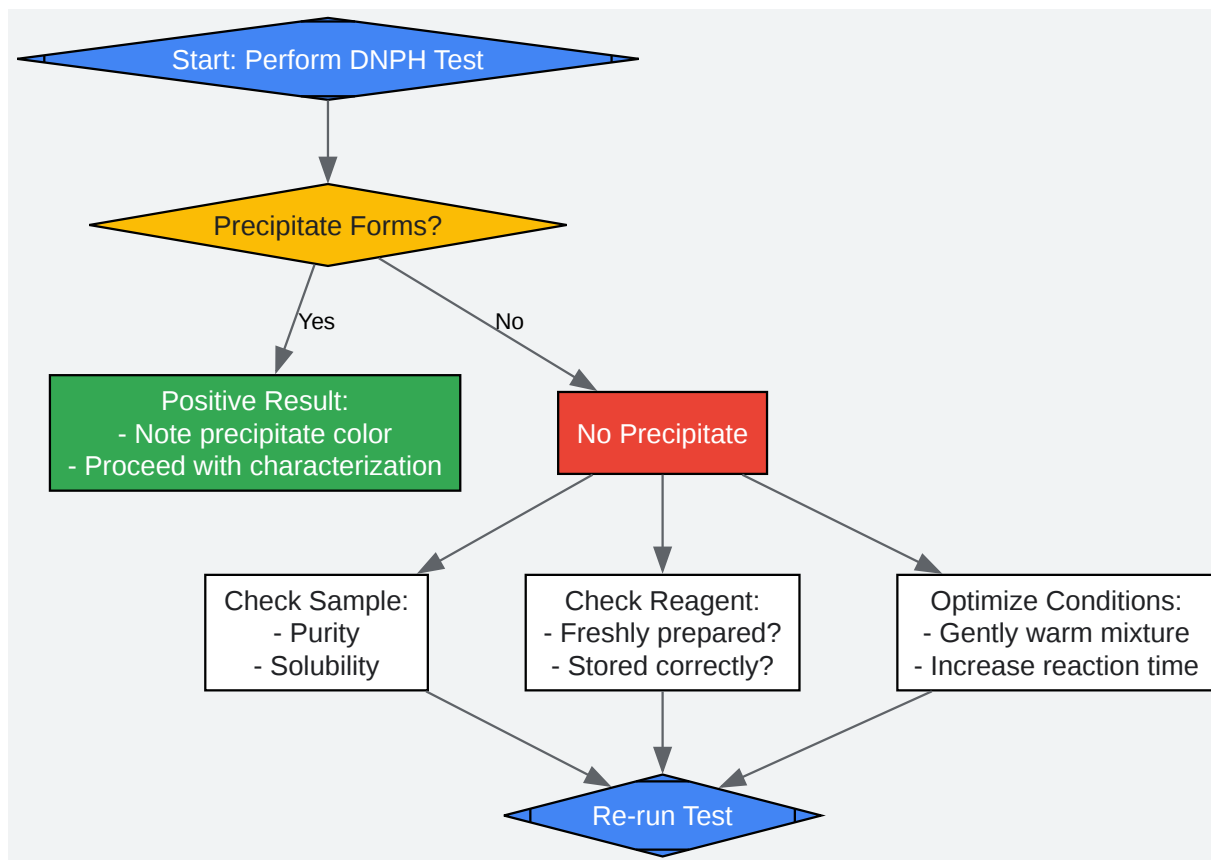 Start: Perform DNPH Test
Precipitate Forms?
Yes
No
Positive Result:
- Note precipitate color
- Proceed with characterization
No Precipitate
Check Sample:
- Purity
- Solubility
Check Reagent:
- Freshly prepared?
- Stored correctly?
Optimize Conditions:
- Gently warm mixture
- Increase reaction time
Re-run Test